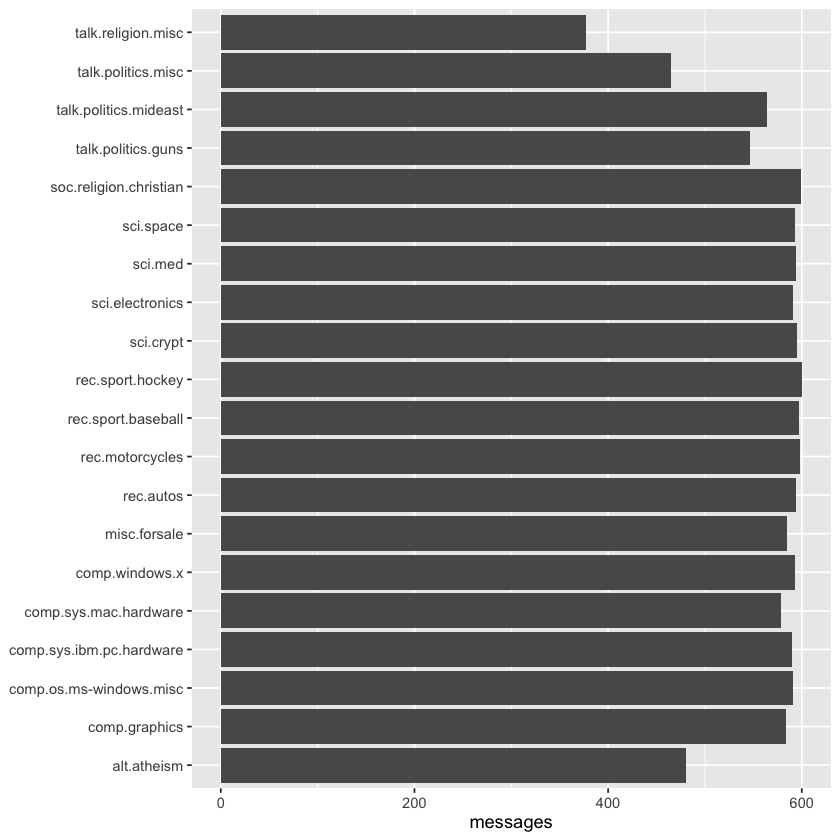 talk.religion.misc
talk.politics.misc
talk.politics.mideast
talk.politics.guns
soc.religion.christian
sci.space
sci.med
sci.electronics
sci.crypt
rec.sport.hockey
rec.sport.baseball
rec.motorcycles
rec.autos
misc.forsale
comp.windows.x
comp.sys.mac.hardware
comp.sys.ibm.pc.hardware
comp.os.ms-windows.misc
comp.graphics
alt.atheism
0 200 400 600
messages